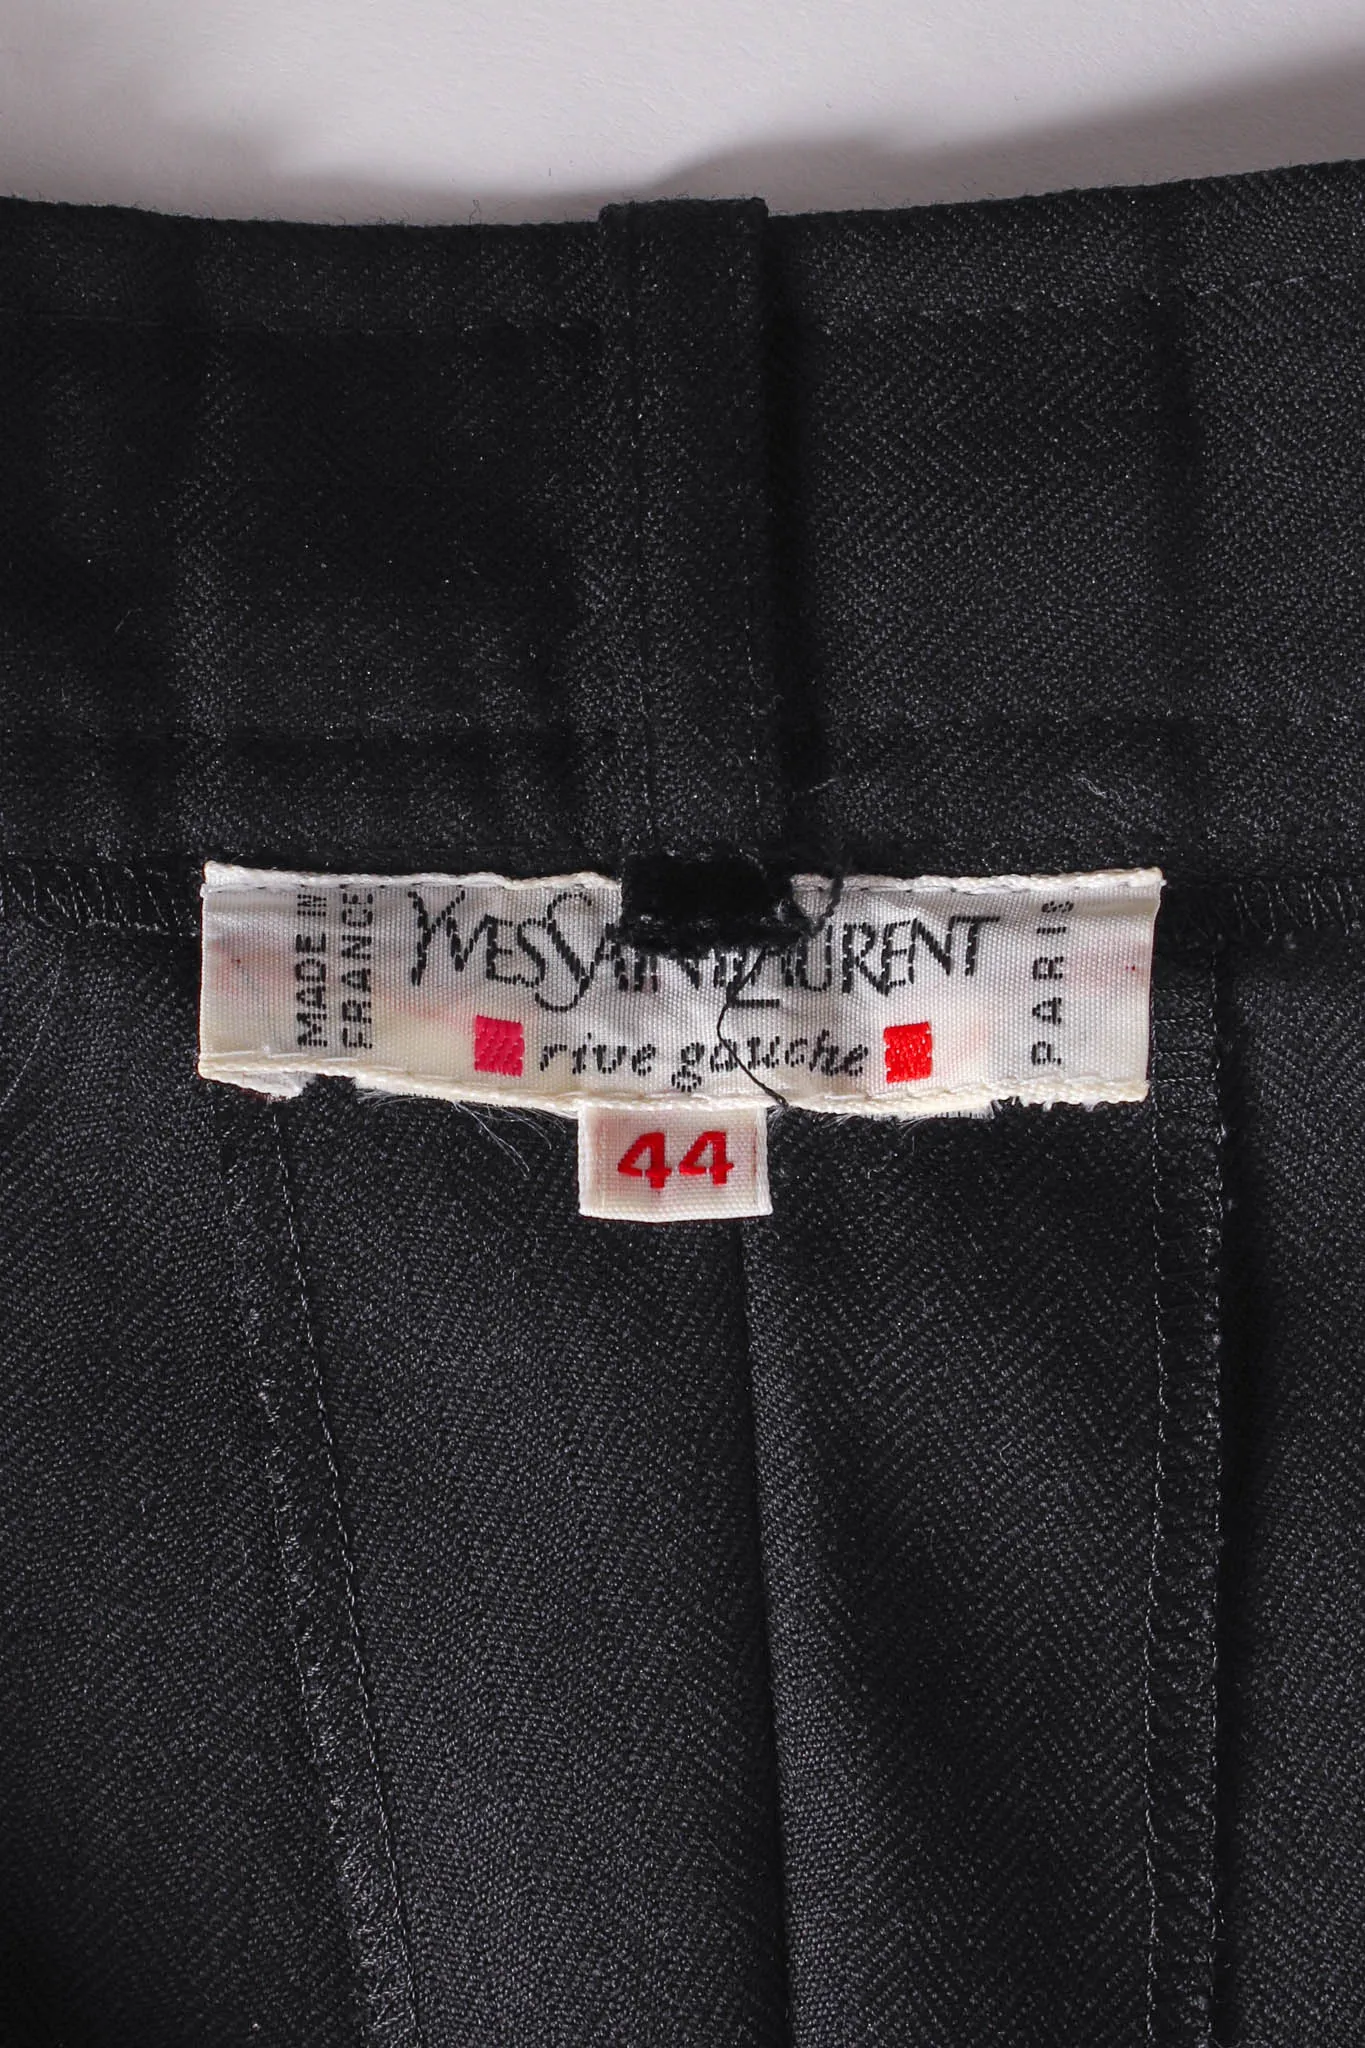 MADE IN
FRANCE
YVES SAINT LAURENT
PARIS
rive gauche
44